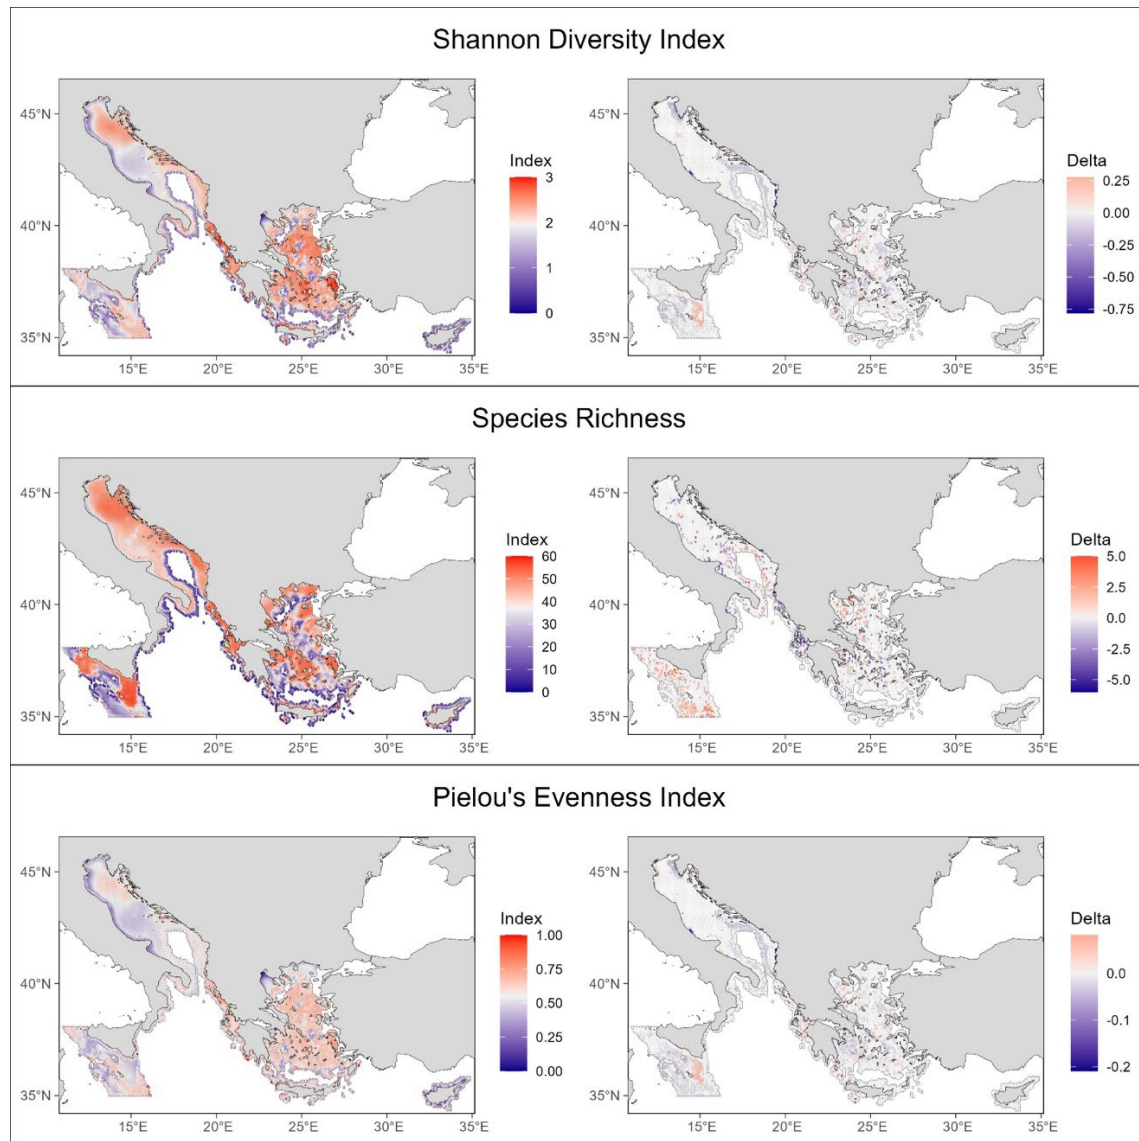 Shannon Diversity Index
45°N
40°N
35°N
15°E 20°E 25°E 30°E 35°E
Index
3
2
1
0
45°N
40°N
35°N
15°E 20°E 25°E 30°E 35°E
Delta
0.25
0.00
-0.25
-0.50
-0.75
Species Richness
45°N
40°N
35°N
15°E 20°E 25°E 30°E 35°E
Index
60
50
40
30
20
10
0
45°N
40°N
35°N
15°E 20°E 25°E 30°E 35°E
Delta
5.0
2.5
0.0
-2.5
-5.0
Pielou's Evenness Index
45°N
40°N
35°N
15°E 20°E 25°E 30°E 35°E
Index
1.00
0.75
0.50
0.25
0.00
45°N
40°N
35°N
15°E 20°E 25°E 30°E 35°E
Delta
0.0
-0.1
-0.2